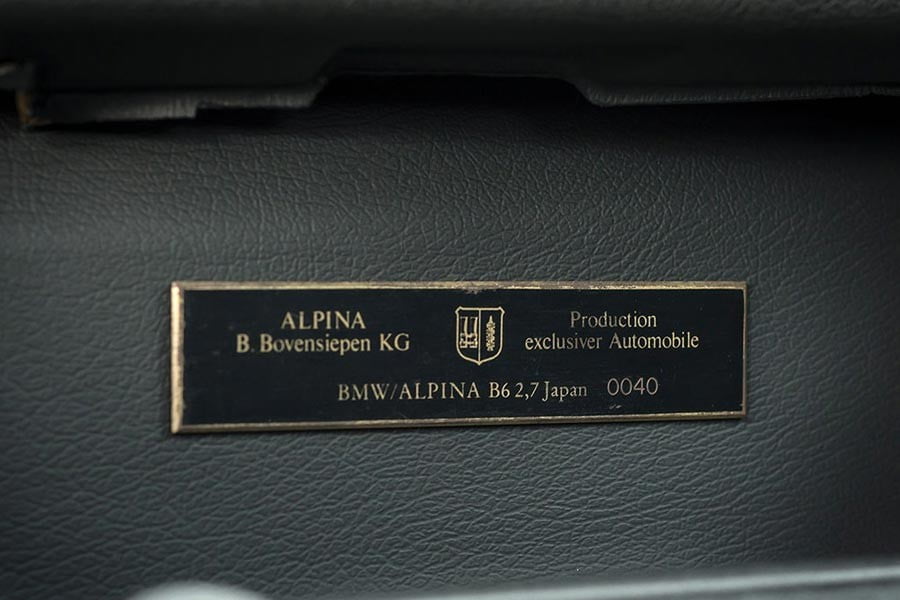 ALPINA
B. Bovensiepen KG
Production
exclusiver Automobile
BMW/ALPINA B6 2,7 Japan 0040